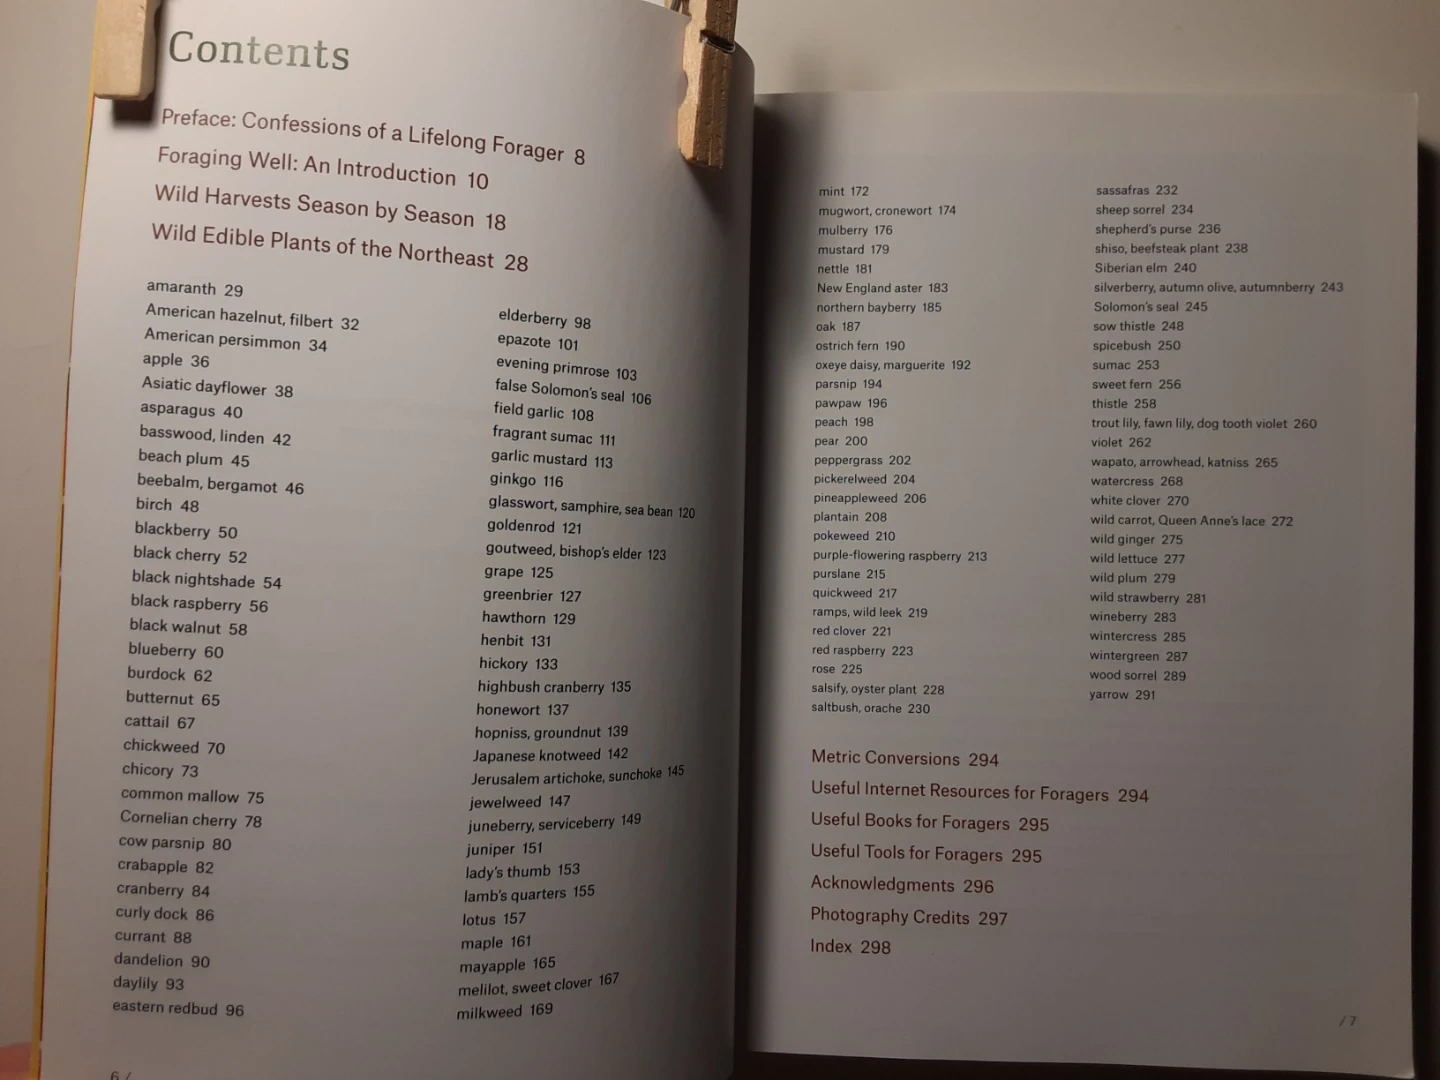 Contents
Preface: Confessions of a Lifelong Forager 8
Foraging Well: An Introduction 10
Wild Harvests Season by Season 18
Wild Edible Plants of the Northeast 28
amaranth 29
American hazelnut, filbert 32
American persimmon 34
apple 36
Asiatic dayflower 38
asparagus 40
basswood, linden 42
beach plum 45
beebalm, bergamot 46
birch 48
blackberry 50
black cherry 52
black nightshade 54
black raspberry 56
black walnut 58
blueberry 60
burdock 62
butternut 65
cattail 67
chickweed 70
chicory 73
common mallow 75
Cornelian cherry 78
cow parsnip 80
crabapple 82
cranberry 84
curly dock 86
currant 88
dandelion 90
daylily 93
eastern redbud 96
elderberry 98
epazote 101
evening primrose 103
false Solomon's seal 106
field garlic 108
fragrant sumac 111
garlic mustard 113
ginkgo 116
glasswort, samphire, sea bean 120
goldenrod 121
goutweed, bishop's elder 123
grape 125
greenbrier 127
hawthorn 129
henbit 131
hickory 133
highbush cranberry 135
honewort 137
hopniss, groundnut 139
Japanese knotweed 142
Jerusalem artichoke, sunchoke 145
jewelweed 147
juneberry, serviceberry 149
juniper 151
lady's thumb 153
lamb's quarters 155
lotus 157
maple 161
mayapple 165
melilot, sweet clover 167
milkweed 169
6 /
mint 172
mugwort, cronewort 174
mulberry 176
mustard 179
nettle 181
New England aster 183
northern bayberry 185
oak 187
ostrich fern 190
oxeye daisy, marguerite 192
parsnip 194
pawpaw 196
peach 198
pear 200
peppergrass 202
pickerelweed 204
pineappleweed 206
plantain 208
pokeweed 210
purple-flowering raspberry 213
purslane 215
quickweed 217
ramps, wild leek 219
red clover 221
red raspberry 223
rose 225
salsify, oyster plant 228
saltbush, orache 230
sassafras 232
sheep sorrel 234
shepherd's purse 236
shiso, beefsteak plant 238
Siberian elm 240
silverberry, autumn olive, autumnberry 243
Solomon's seal 245
sow thistle 248
spicebush 250
sumac 253
sweet fern 256
thistle 258
trout lily, fawn lily, dog tooth violet 260
violet 262
wapato, arrowhead, katniss 265
watercress 268
white clover 270
wild carrot, Queen Anne's lace 272
wild ginger 275
wild lettuce 277
wild plum 279
wild strawberry 281
wineberry 283
wintercress 285
wintergreen 287
wood sorrel 289
yarrow 291
Metric Conversions 294
Useful Internet Resources for Foragers 294
Useful Books for Foragers 295
Useful Tools for Foragers 295
Acknowledgments 296
Photography Credits 297
Index 298
/ 7